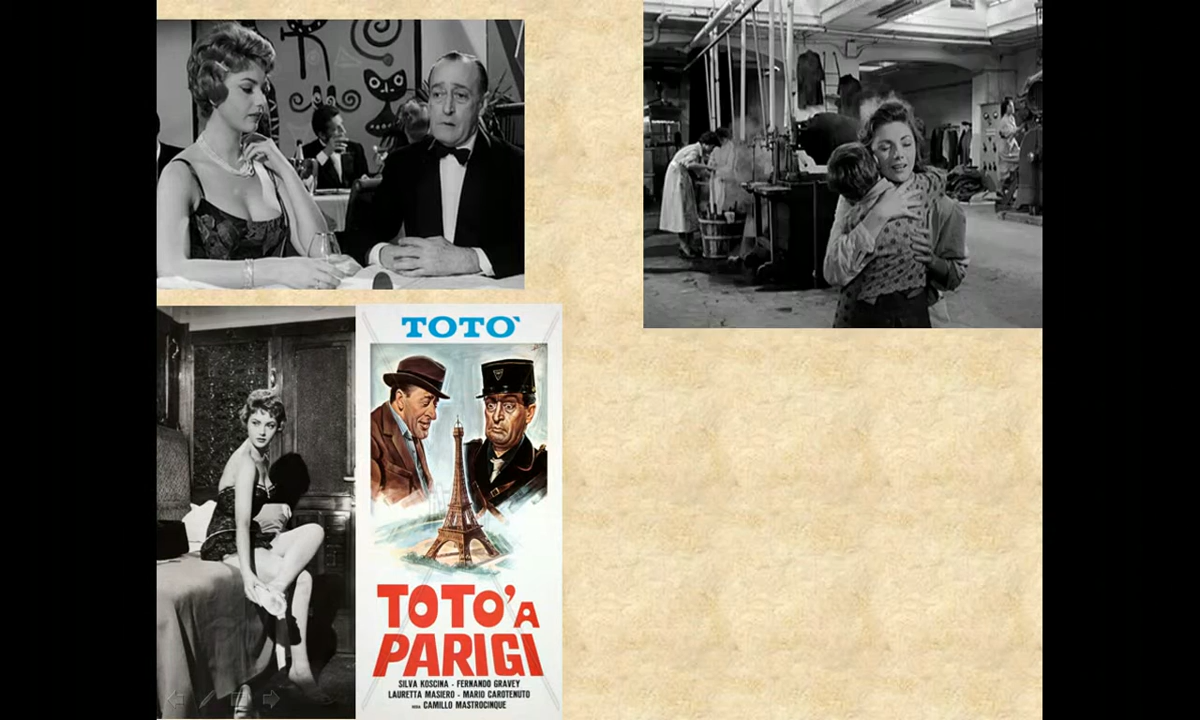 TOTO`
TOTO'A
PARIGI
SILVA KOSCINA - FERNANDO GRAVEY
LAURETTA MASIERO - MARIO CAROTENUTO
REGIA CAMILLO MASTROCINQUE